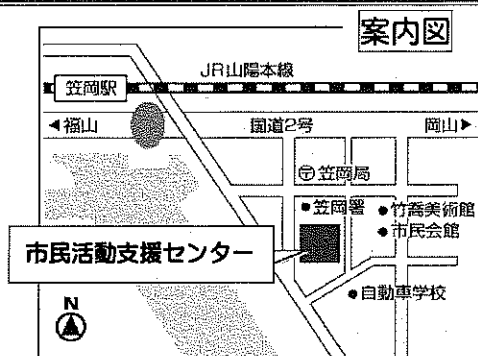 案内図
JR山陽本線
笠岡駅
◀福山
国道2号
岡山▶
〒笠岡局
●笠岡署
●竹喬美術館
●市民会館
市民活動支援センター
●自動車学校
N